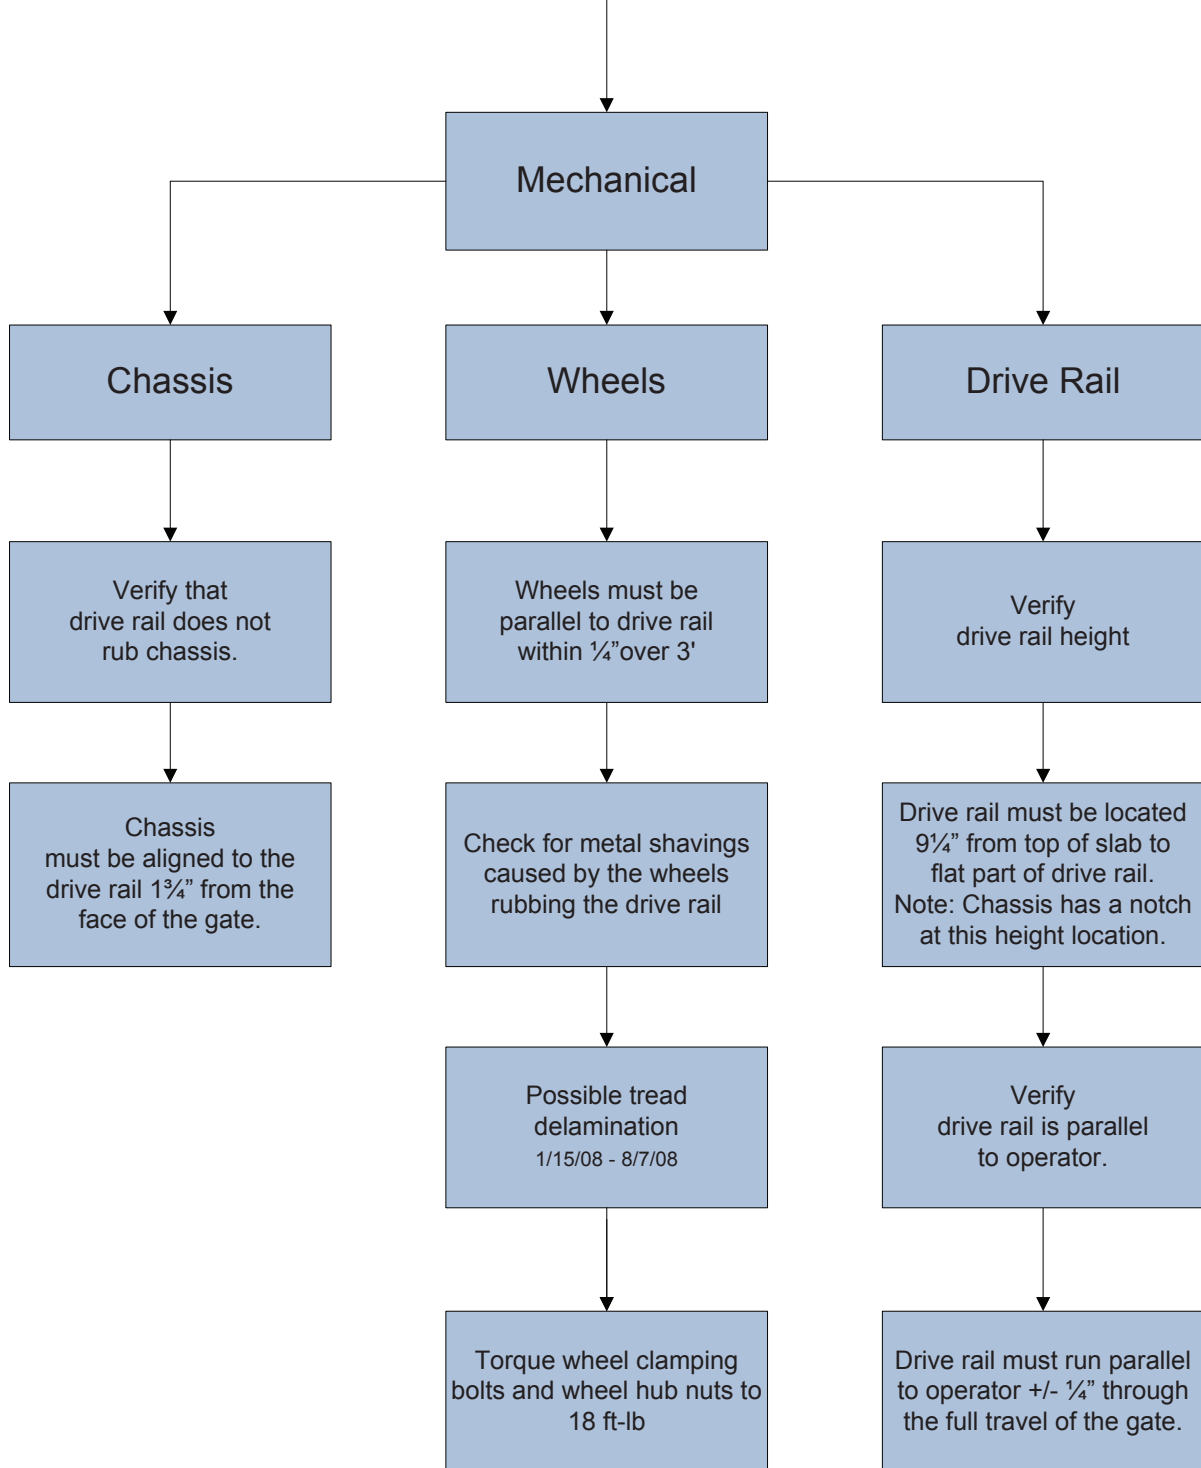 Mechanical
Chassis
Wheels
Drive Rail
Verify that
drive rail does not
rub chassis.
Wheels must be
parallel to drive rail
within ¼”over 3'
Verify
drive rail height
Chassis
must be aligned to the
drive rail 1¾” from the
face of the gate.
Check for metal shavings
caused by the wheels
rubbing the drive rail
Drive rail must be located
9¼” from top of slab to
flat part of drive rail.
Note: Chassis has a notch
at this height location.
Possible tread
delamination
1/15/08 - 8/7/08
Verify
drive rail is parallel
to operator.
Torque wheel clamping
bolts and wheel hub nuts to
18 ft-lb
Drive rail must run parallel
to operator +/- ¼” through
the full travel of the gate.